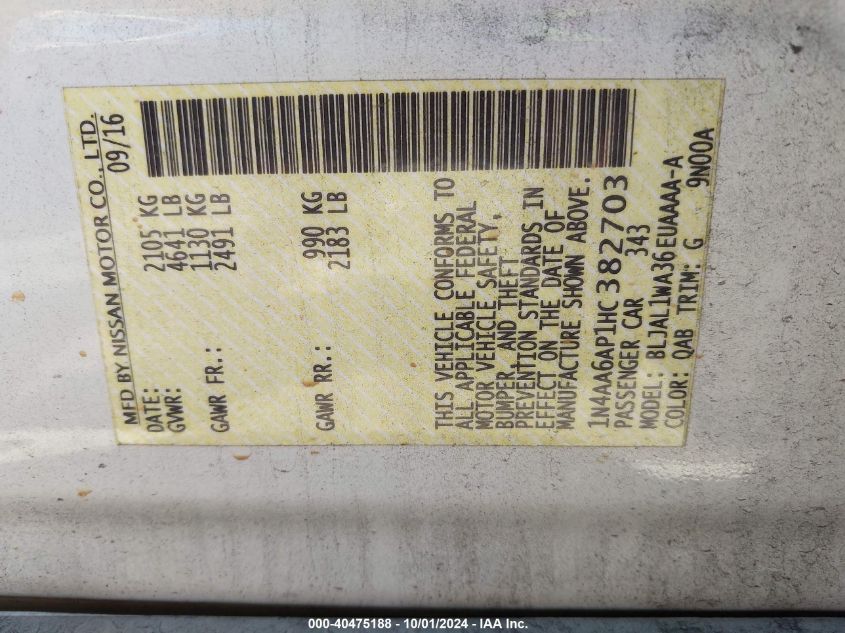 MFD BY NISSAN MOTOR CO., LTD.
DATE: 09/16
GVWR: 2105 KG
4641 LB
GAWR FR.: 1130 KG
2491 LB
GAWR RR.: 990 KG
2183 LB
THIS VEHICLE CONFORMS TO
ALL APPLICABLE FEDERAL
MOTOR VEHICLE SAFETY,
BUMPER, AND THEFT
PREVENTION STANDARDS IN
EFFECT ON THE DATE OF
MANUFACTURE SHOWN ABOVE.
1N4AA6AP1HC382703
PASSENGER CAR 343
MODEL: BLJAL1WA36EUAAAA-A
COLOR: QAB TRIM: G 9N00A
000-40475188 - 10/01/2024 - IAA Inc.